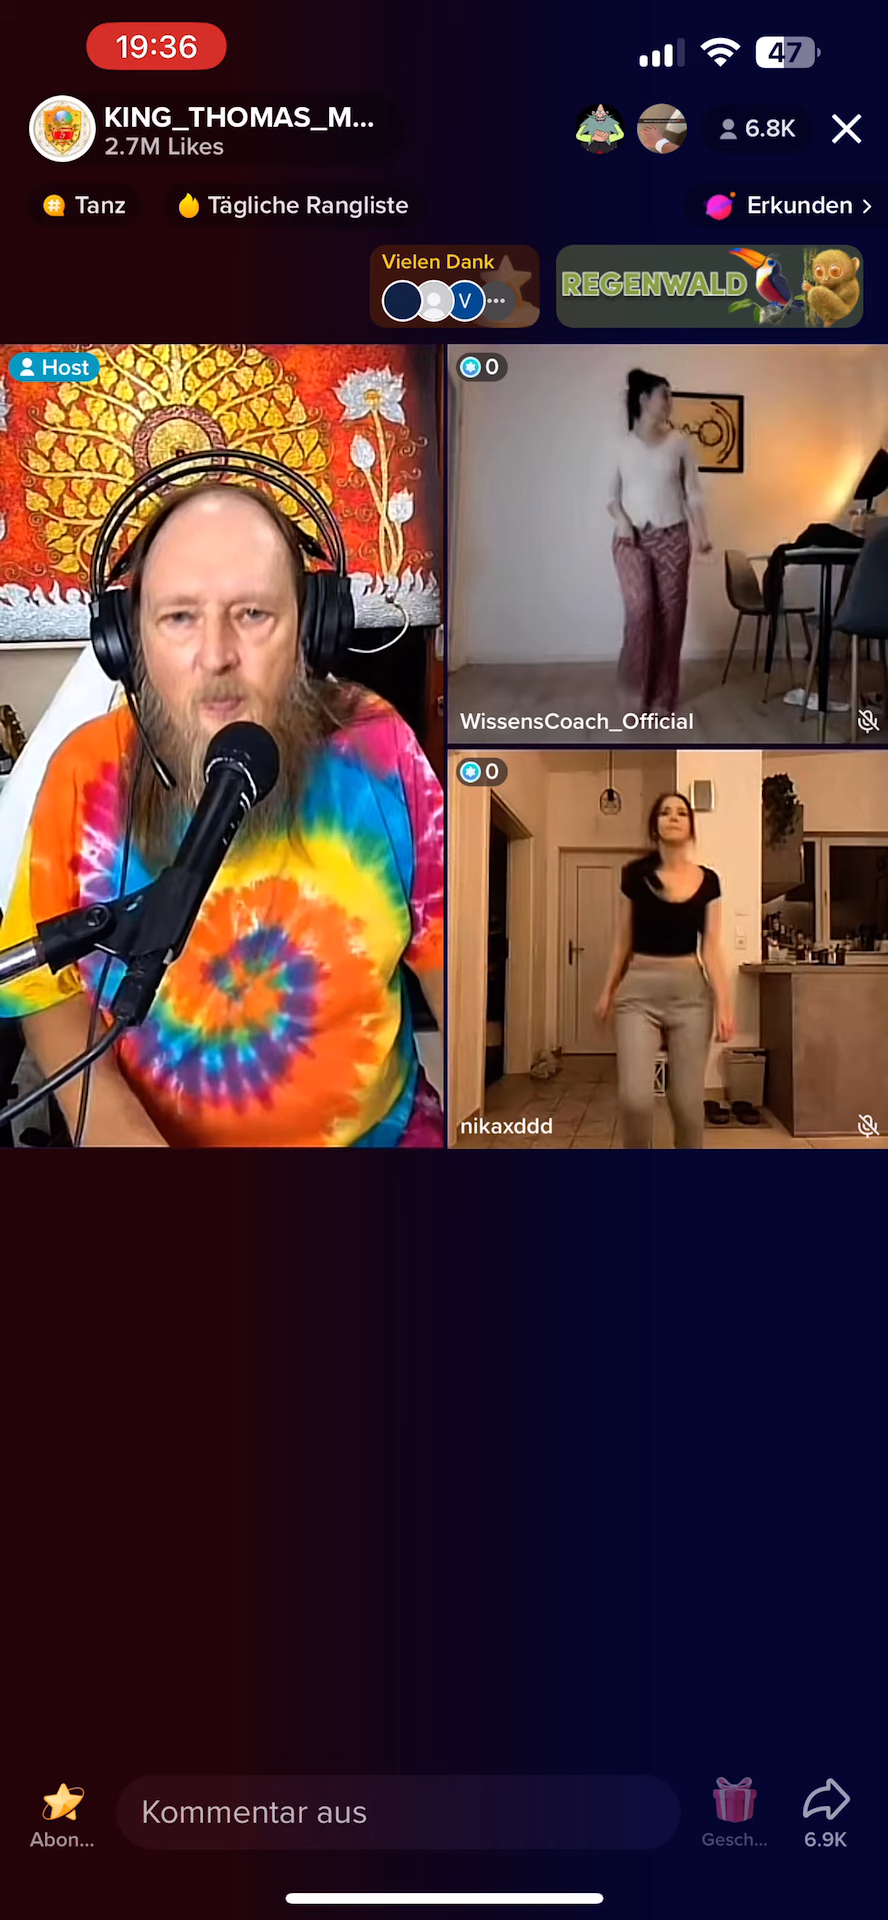 19:36
47
KING_THOMAS_M...
2.7M Likes
6.8K
Tanz
Tägliche Rangliste
Erkunden >
Vielen Dank
V
REGENWALD
Host
0
WissensCoach_Official
0
nikaxddd
Kommentar aus
Abon...
Gesch...
6.9K